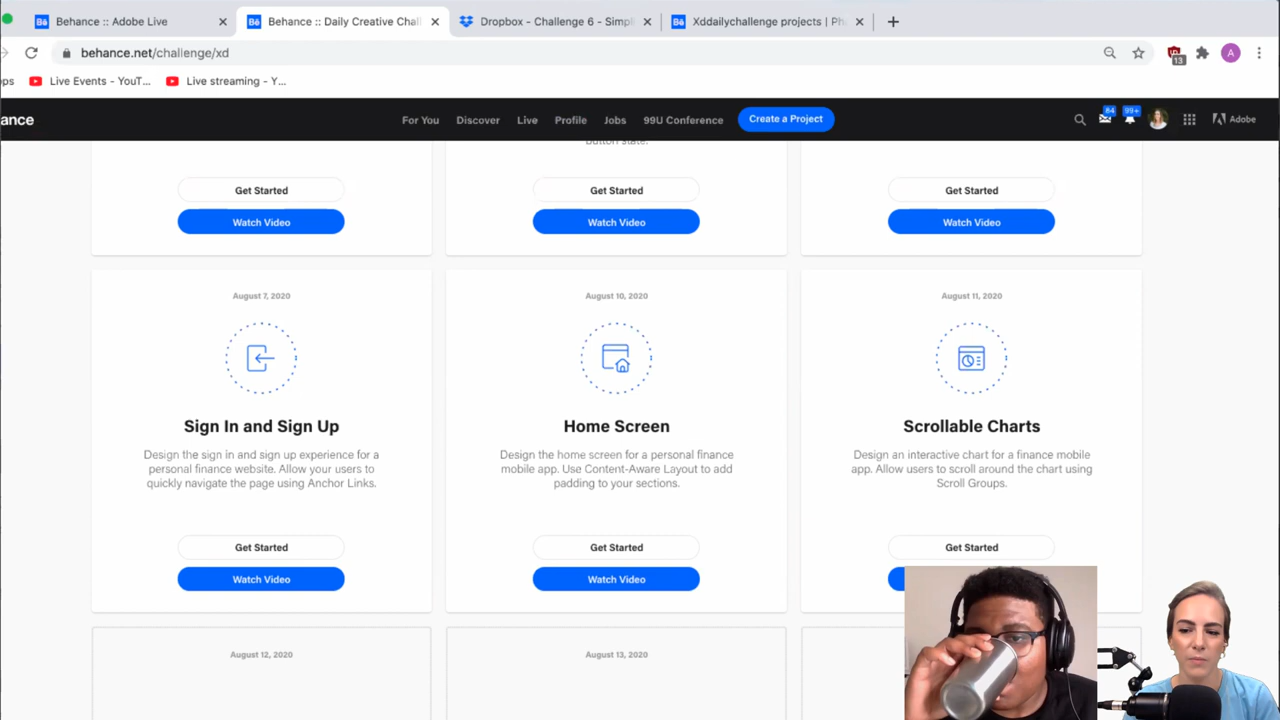 Behance :: Adobe Live
Behance :: Daily Creative Chal
Dropbox - Challenge 6 - Simpl
Xddailychallenge projects | Ph
behance.net/challenge/xd
13
A
ps
Live Events - YouT...
Live streaming - Y...
ance
For You
Discover
Live
Profile
Jobs
99U Conference
Create a Project
84
99+
Adobe
button state.
Get Started
Get Started
Get Started
Watch Video
Watch Video
Watch Video
August 7, 2020
Sign In and Sign Up
Design the sign in and sign up experience for a
personal finance website. Allow your users to
quickly navigate the page using Anchor Links.
Get Started
Watch Video
August 10, 2020
Home Screen
Design the home screen for a personal finance
mobile app. Use Content-Aware Layout to add
padding to your sections.
Get Started
Watch Video
August 11, 2020
Scrollable Charts
Design an interactive chart for a finance mobile
app. Allow users to scroll around the chart using
Scroll Groups.
Get Started
August 12, 2020
August 13, 2020